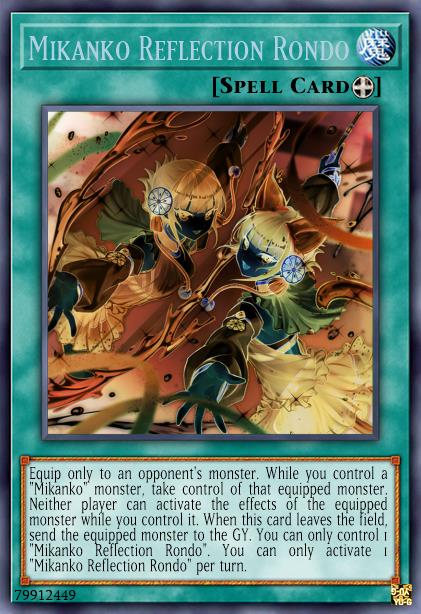 Mikanko Reflection Rondo 魔
[Spell Card]
Equip only to an opponent's monster. While you control a
"Mikanko" monster, take control of that equipped monster.
Neither player can activate the effects of the equipped
monster while you control it. When this card leaves the field,
send the equipped monster to the GY. You can only control 1
"Mikanko Reflection Rondo". You can only activate 1
"Mikanko Reflection Rondo" per turn.
79912449